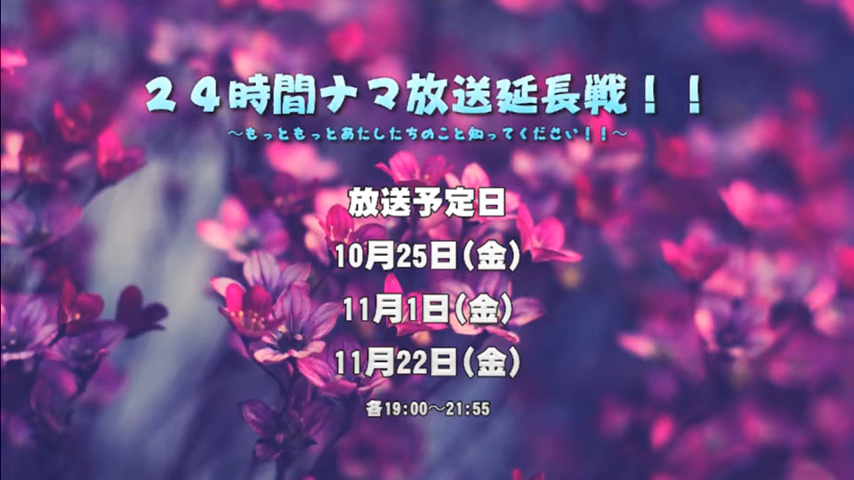 24時間ナマ放送延長戦!!
～もっともっとあたしたちのこと知ってください!!～
放送予定日
10月25日(金)
11月1日(金)
11月22日(金)
各19:00～21:55